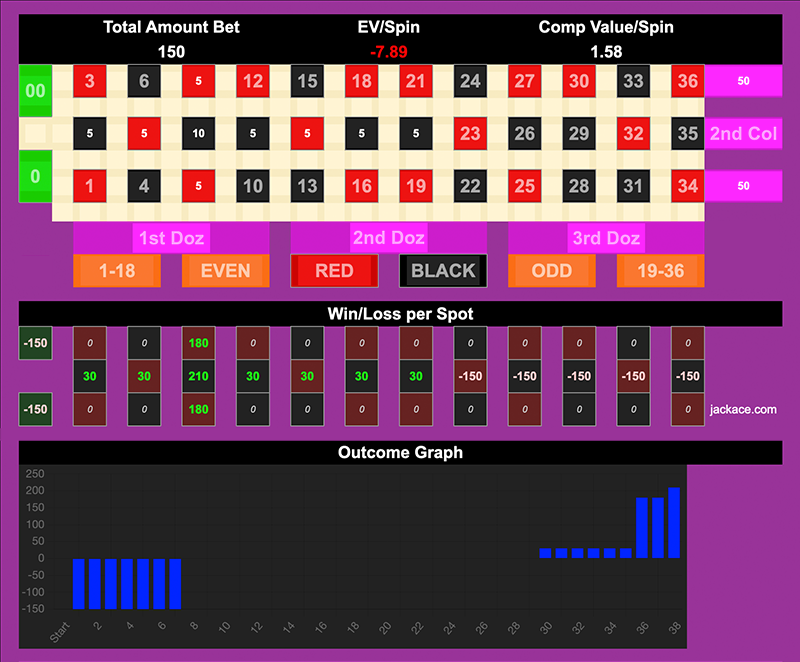 Total Amount Bet EV/Spin Comp Value/Spin
150 -7.89 1.58
00 3 6 5 12 15 18 21 24 27 30 33 36 50
5 5 10 5 5 5 5 23 26 29 32 35 2nd Col
0 1 4 5 10 13 16 19 22 25 28 31 34 50
1st Doz 2nd Doz 3rd Doz
1-18 EVEN RED BLACK ODD 19-36
Win/Loss per Spot
-150 0 0 180 0 0 0 0 0 0 0 0 0
30 30 210 30 30 30 30 -150 -150 -150 -150 -150
-150 0 0 180 0 0 0 0 0 0 0 0 0 jackace.com
Outcome Graph
250
200
150
100
50
0
-50
-100
-150
Start 2 4 6 8 10 12 14 16 18 20 22 24 26 28 30 32 34 36 38